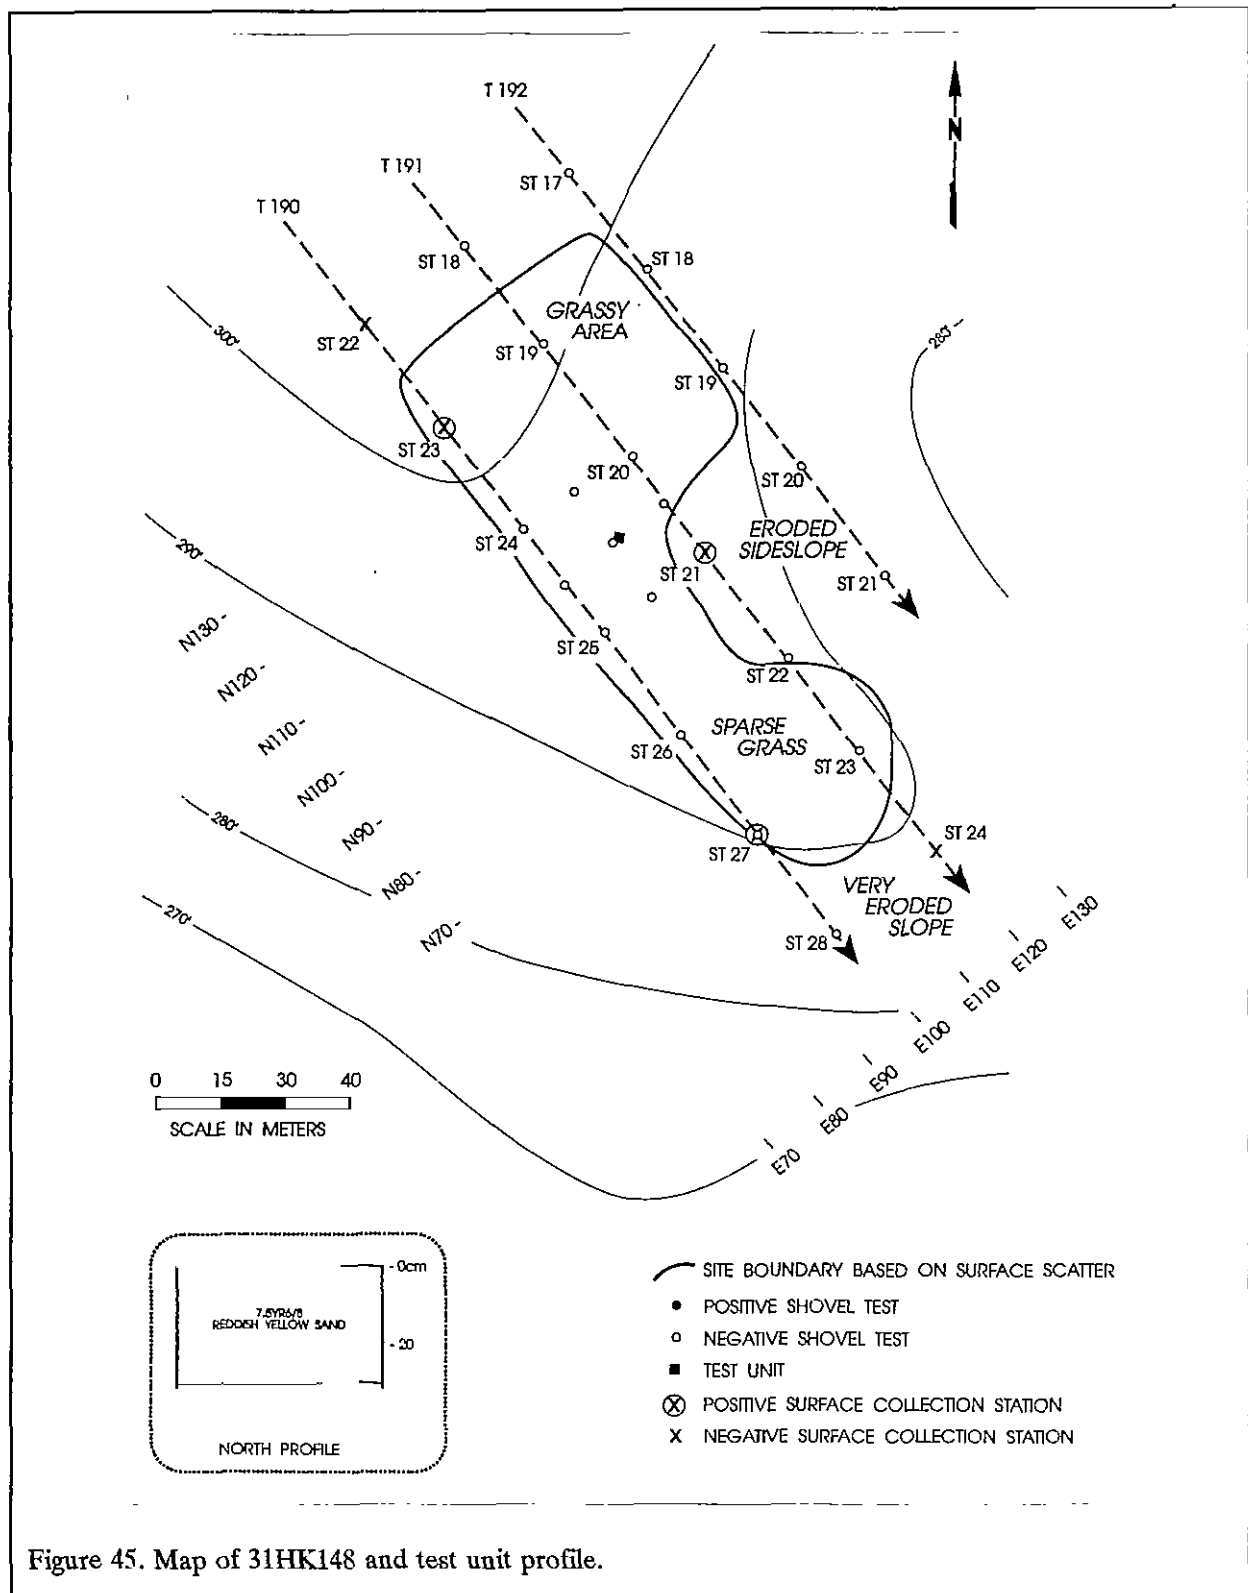 T 192
T 191
T 190
N
ST 17
ST 18
ST 18
ST 22
300'
GRASSY
AREA
ST 19
ST 19
283'
ST 23
ST 20
ST 20
ERODED
SIDESLOPE
ST 24
ST 21
ST 21
290'
N130 -
ST 25
ST 22
N120 -
N110 -
SPARSE
GRASS
ST 26
ST 23
N100 -
280'
N90 -
ST 27
ST 24
N80 -
VERY
ERODED
SLOPE
270'
N70 -
ST 28
E130
E120
E110
E100
E90
E80
E70
0 15 30 40
SCALE IN METERS
- 0cm
7.5YR6/8
REDDISH YELLOW SAND
- 20
NORTH PROFILE
SITE BOUNDARY BASED ON SURFACE SCATTER
POSITIVE SHOVEL TEST
NEGATIVE SHOVEL TEST
TEST UNIT
POSITIVE SURFACE COLLECTION STATION
NEGATIVE SURFACE COLLECTION STATION
Figure 45. Map of 31HK148 and test unit profile.